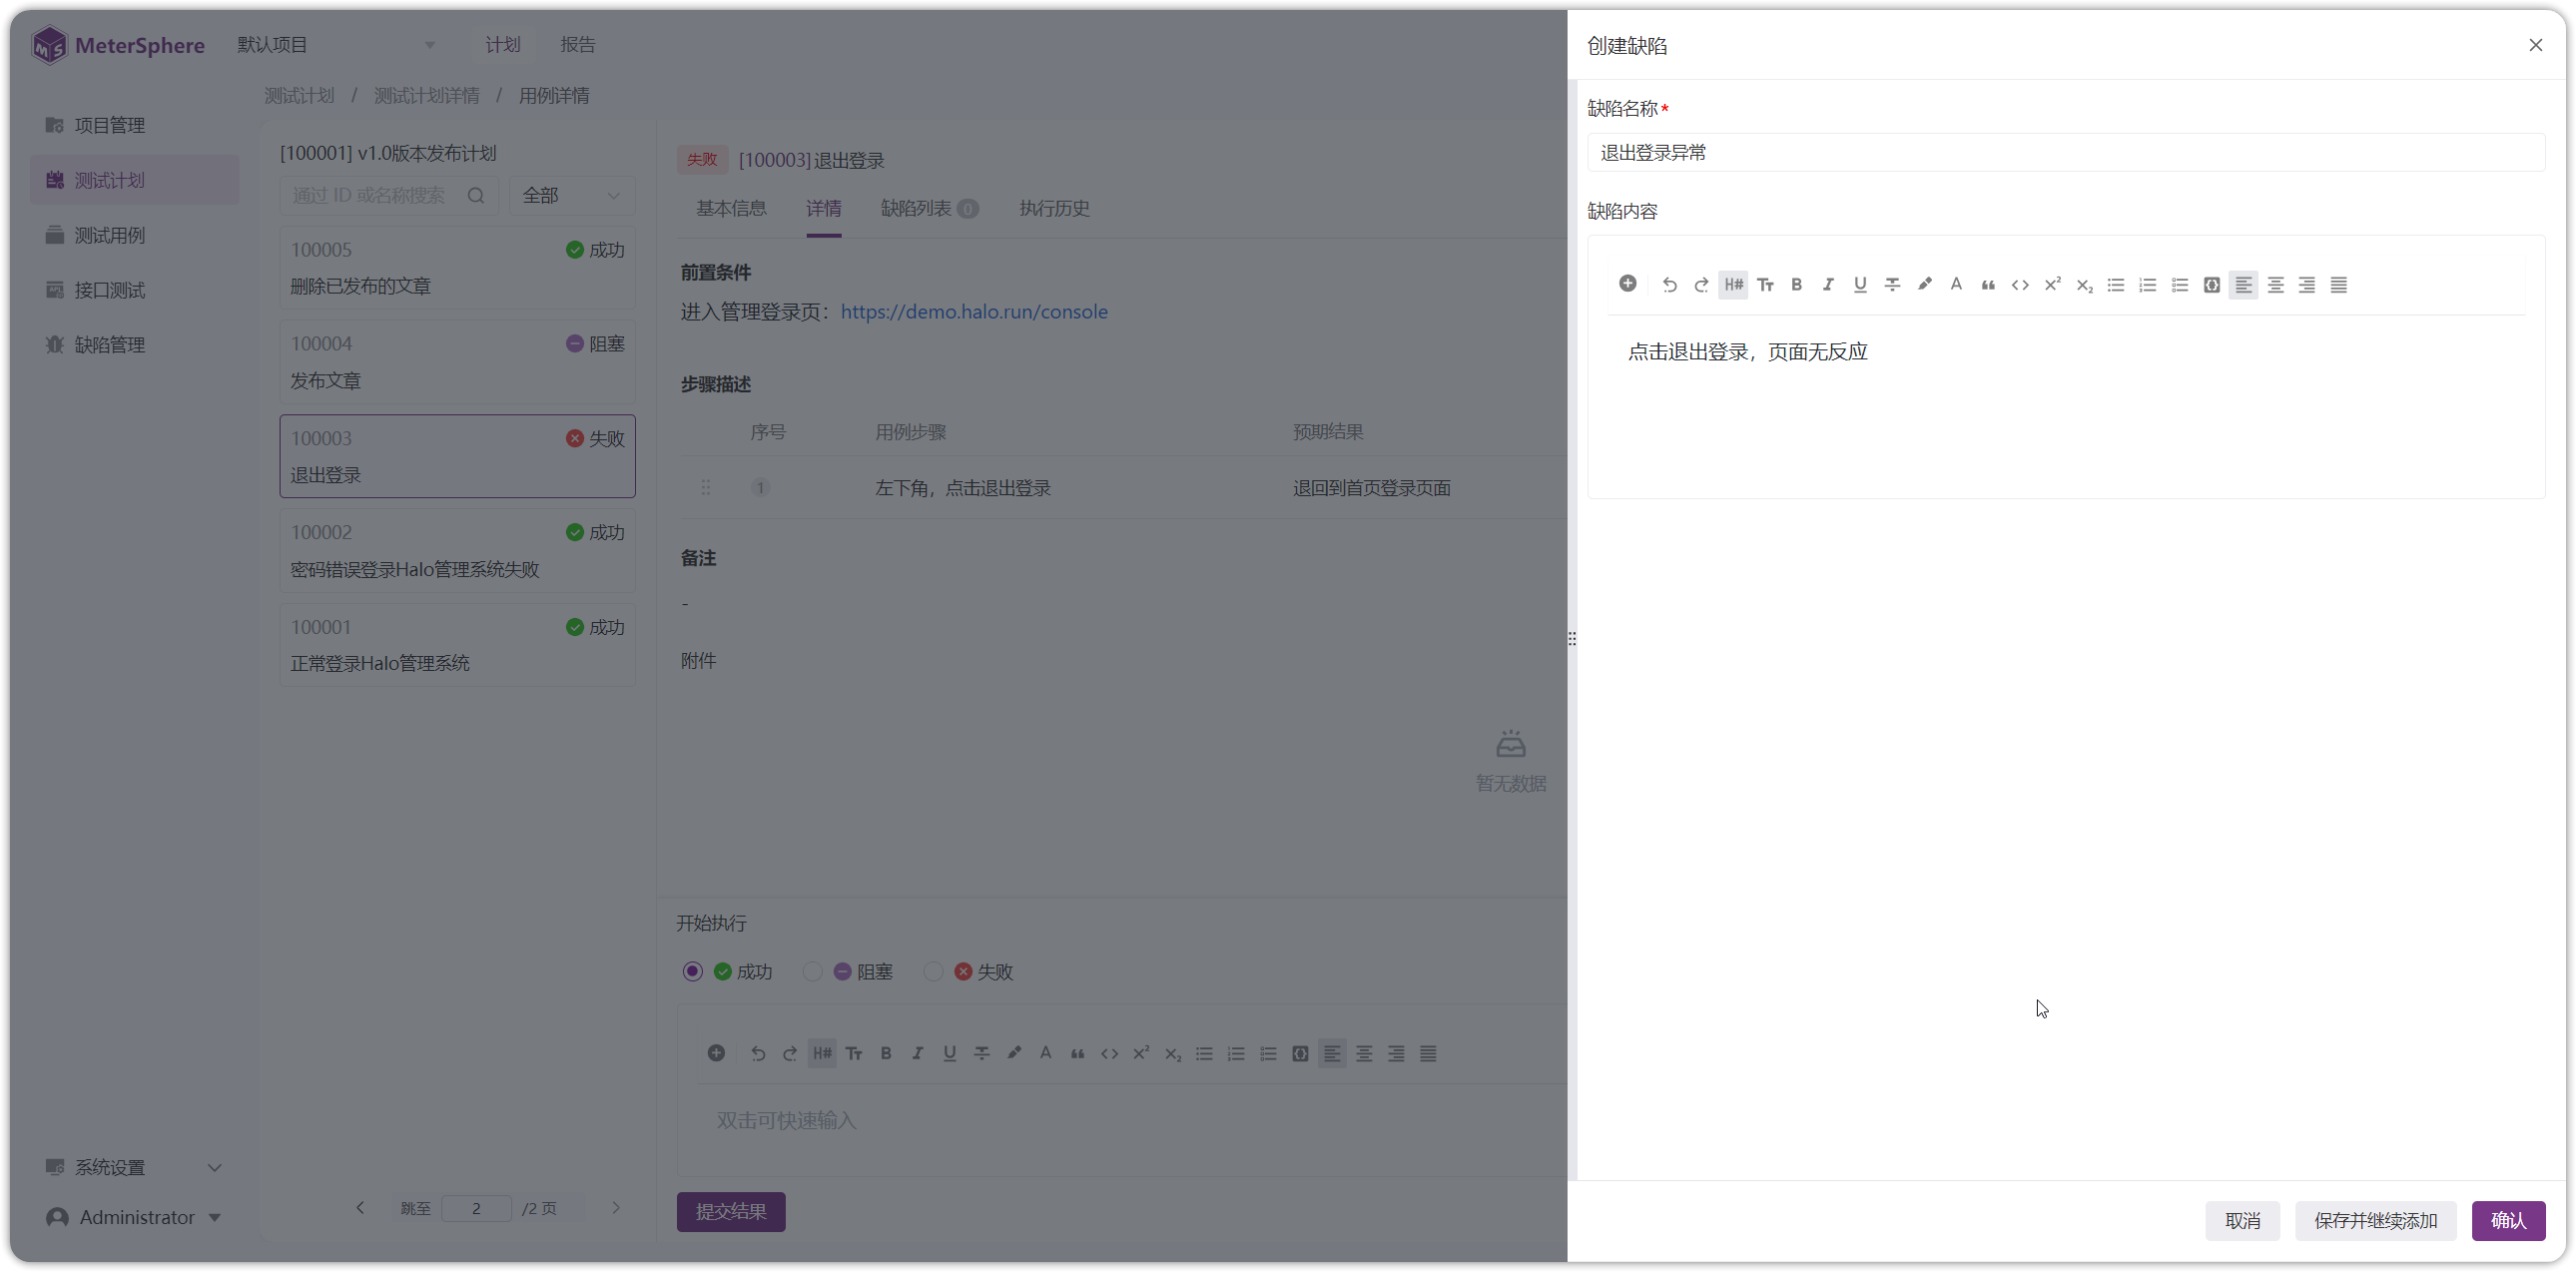 MeterSphere
默认项目
计划
报告
项目管理
测试计划
测试用例
接口测试
缺陷管理
系统设置
Administrator
测试计划 / 测试计划详情 / 用例详情
[100001] v1.0版本发布计划
通过 ID 或名称搜索
全部
100005 成功
删除已发布的文章
100004 阻塞
发布文章
100003 失败
退出登录
100002 成功
密码错误登录Halo管理系统失败
100001 成功
正常登录Halo管理系统
跳至 2 /2 页
失败 [100003]退出登录
基本信息 详情 缺陷列表 0 执行历史
前置条件
进入管理登录页：https://demo.halo.run/console
步骤描述
序号 用例步骤 预期结果
1 左下角，点击退出登录 退回到首页登录页面
备注
-
附件
暂无数据
开始执行
成功 阻塞 失败
双击可快速输入
提交结果
创建缺陷
缺陷名称*
退出登录异常
缺陷内容
点击退出登录，页面无反应
取消 保存并继续添加 确认